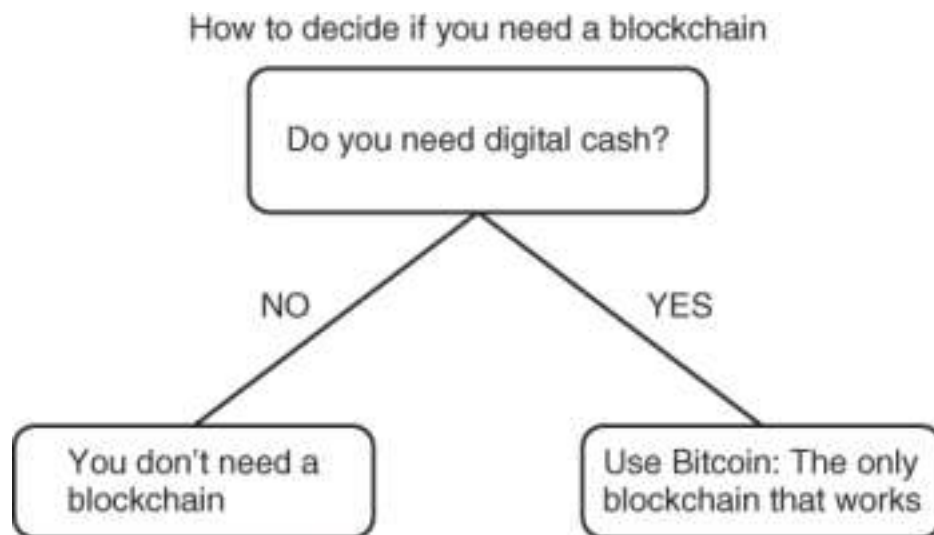 How to decide if you need a blockchain
Do you need digital cash?
NO
YES
You don't need a
blockchain
Use Bitcoin: The only
blockchain that works